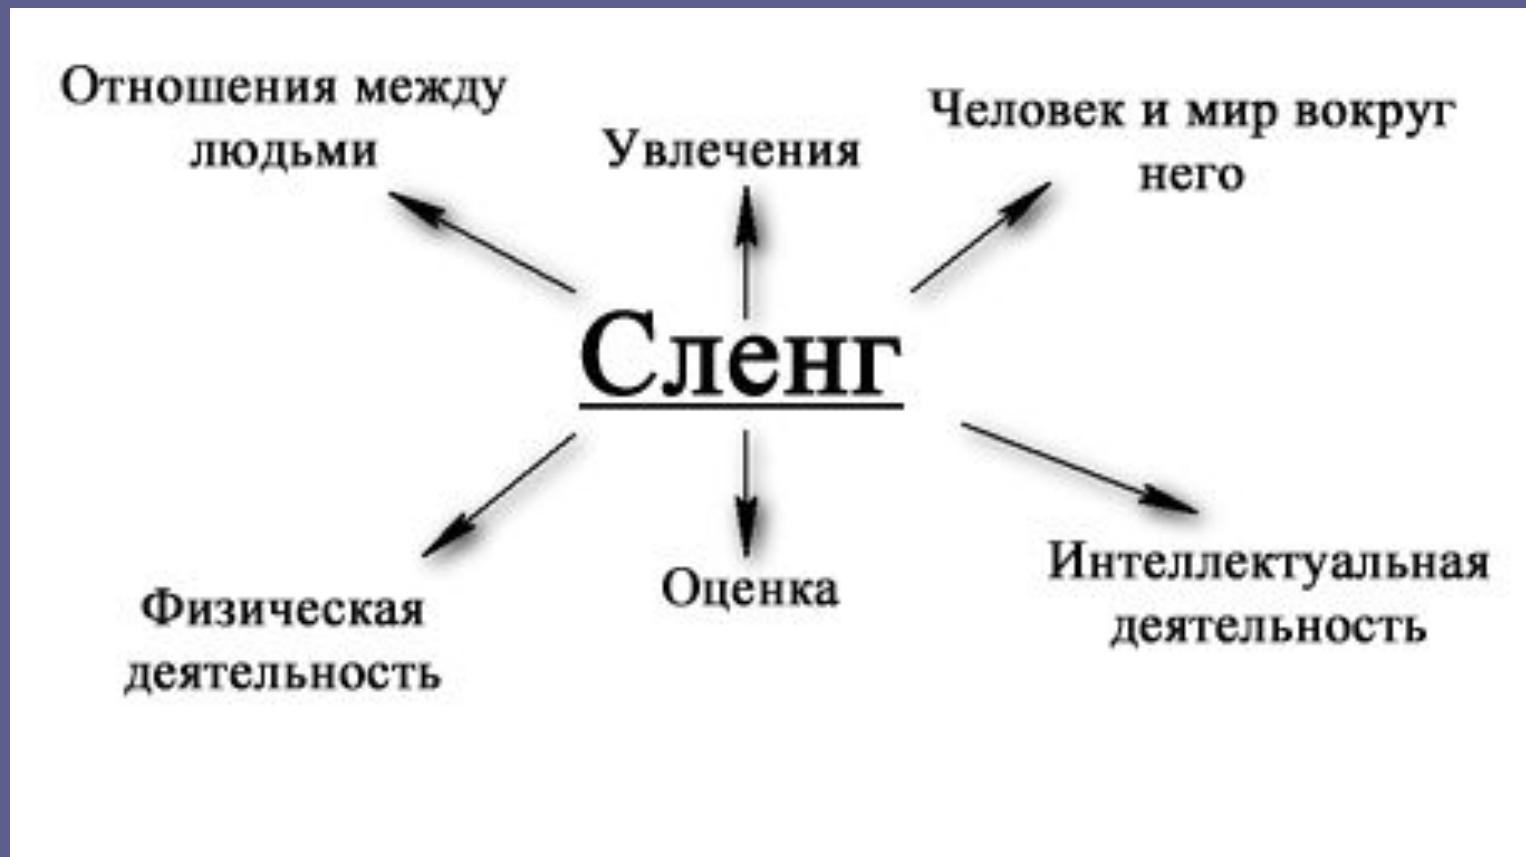 Отношения между
людьми
Увлечения
Человек и мир вокруг
него
Сленг
Физическая
деятельность
Оценка
Интеллектуальная
деятельность